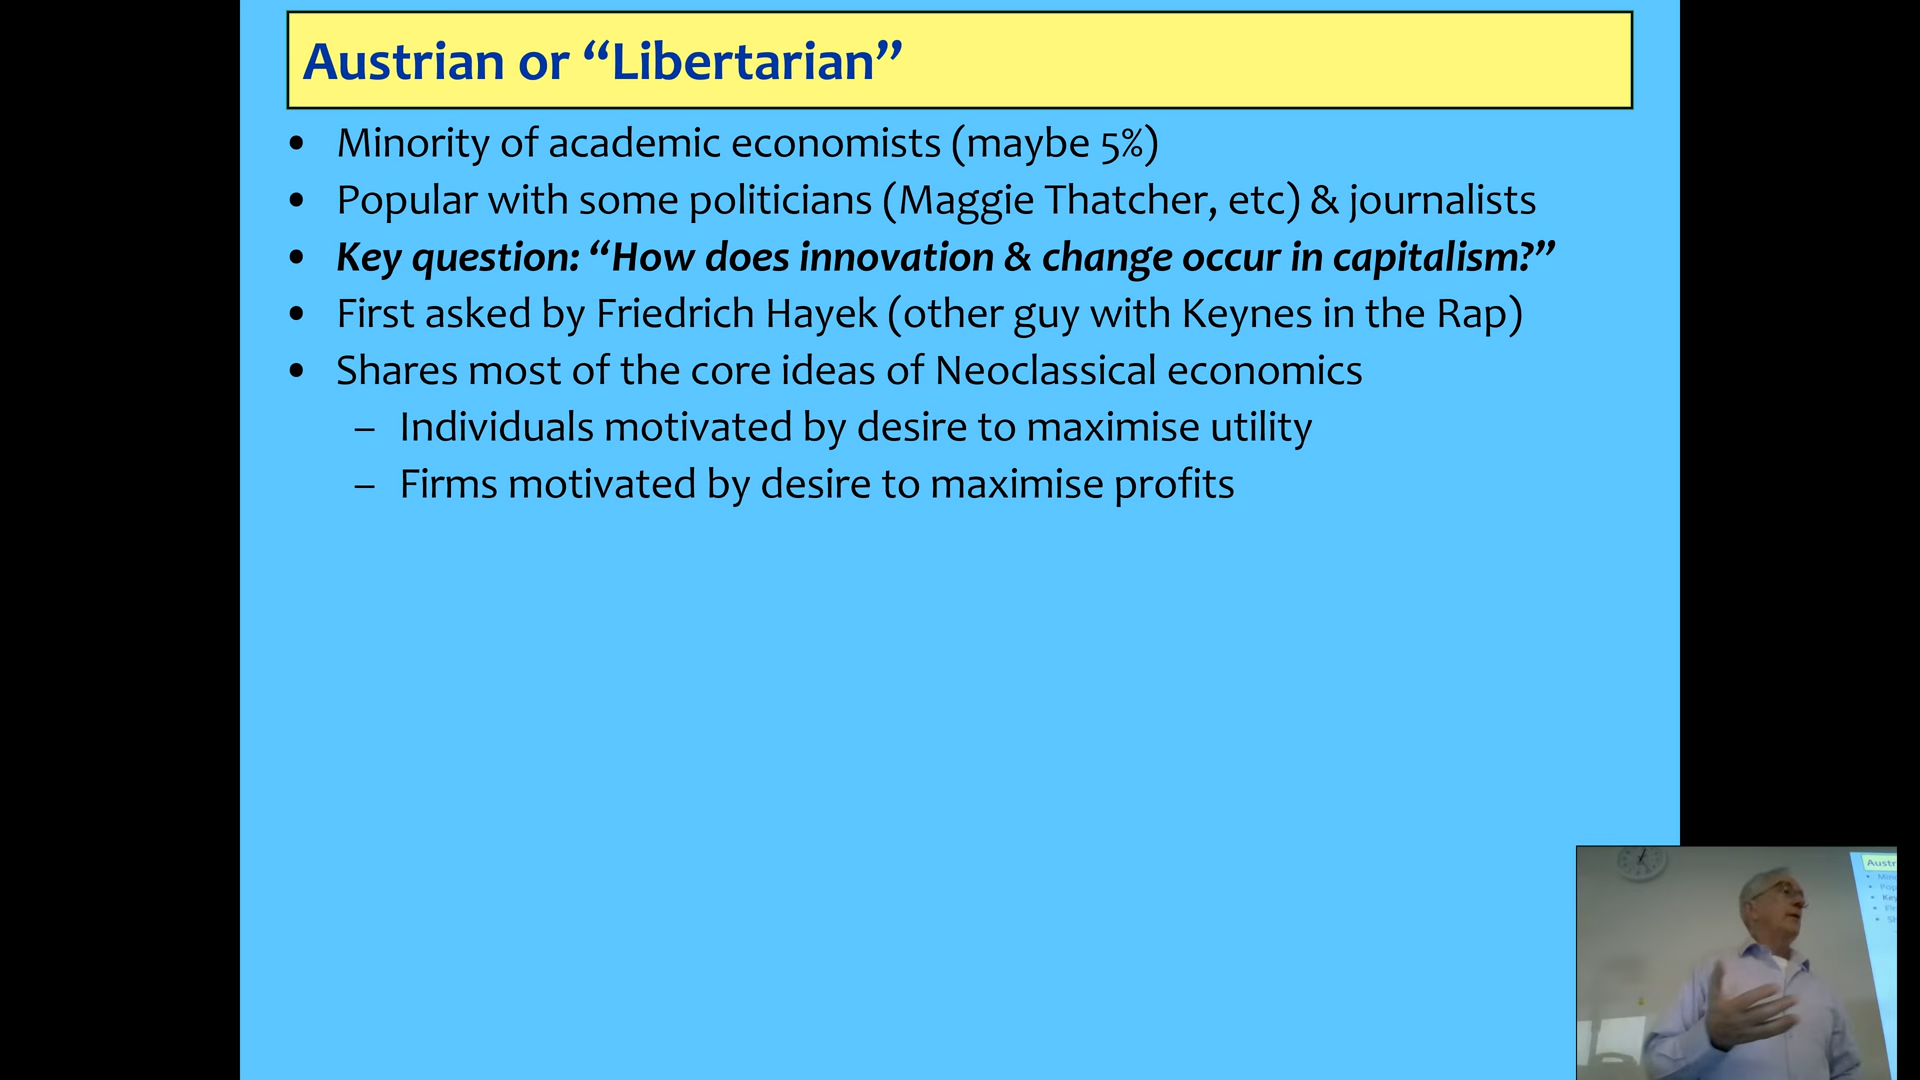 Austrian or “Libertarian”
• Minority of academic economists (maybe 5%)
• Popular with some politicians (Maggie Thatcher, etc) & journalists
• Key question: “How does innovation & change occur in capitalism?”
• First asked by Friedrich Hayek (other guy with Keynes in the Rap)
• Shares most of the core ideas of Neoclassical economics
– Individuals motivated by desire to maximise utility
– Firms motivated by desire to maximise profits
Austr